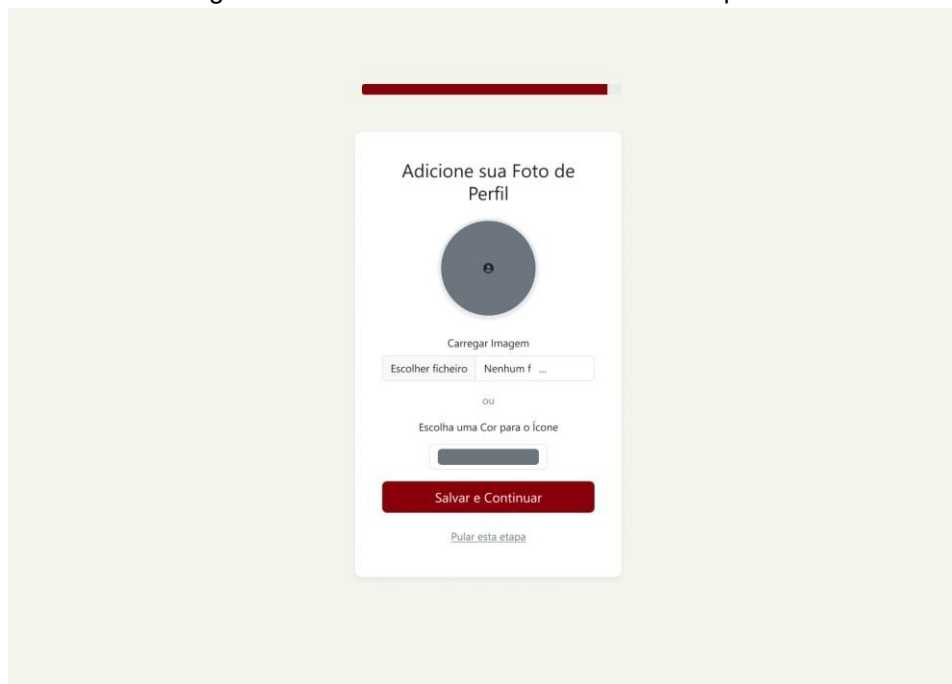 Adicione sua Foto de
Perfil
Carregar Imagem
Escolher ficheiro Nenhum f ...
ou
Escolha uma Cor para o Ícone
Salvar e Continuar
Pular esta etapa